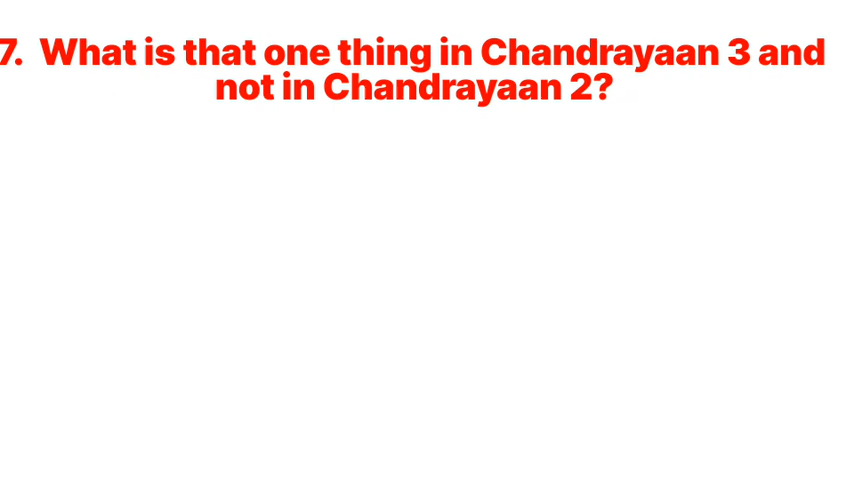 7. What is that one thing in Chandrayaan 3 and
not in Chandrayaan 2?